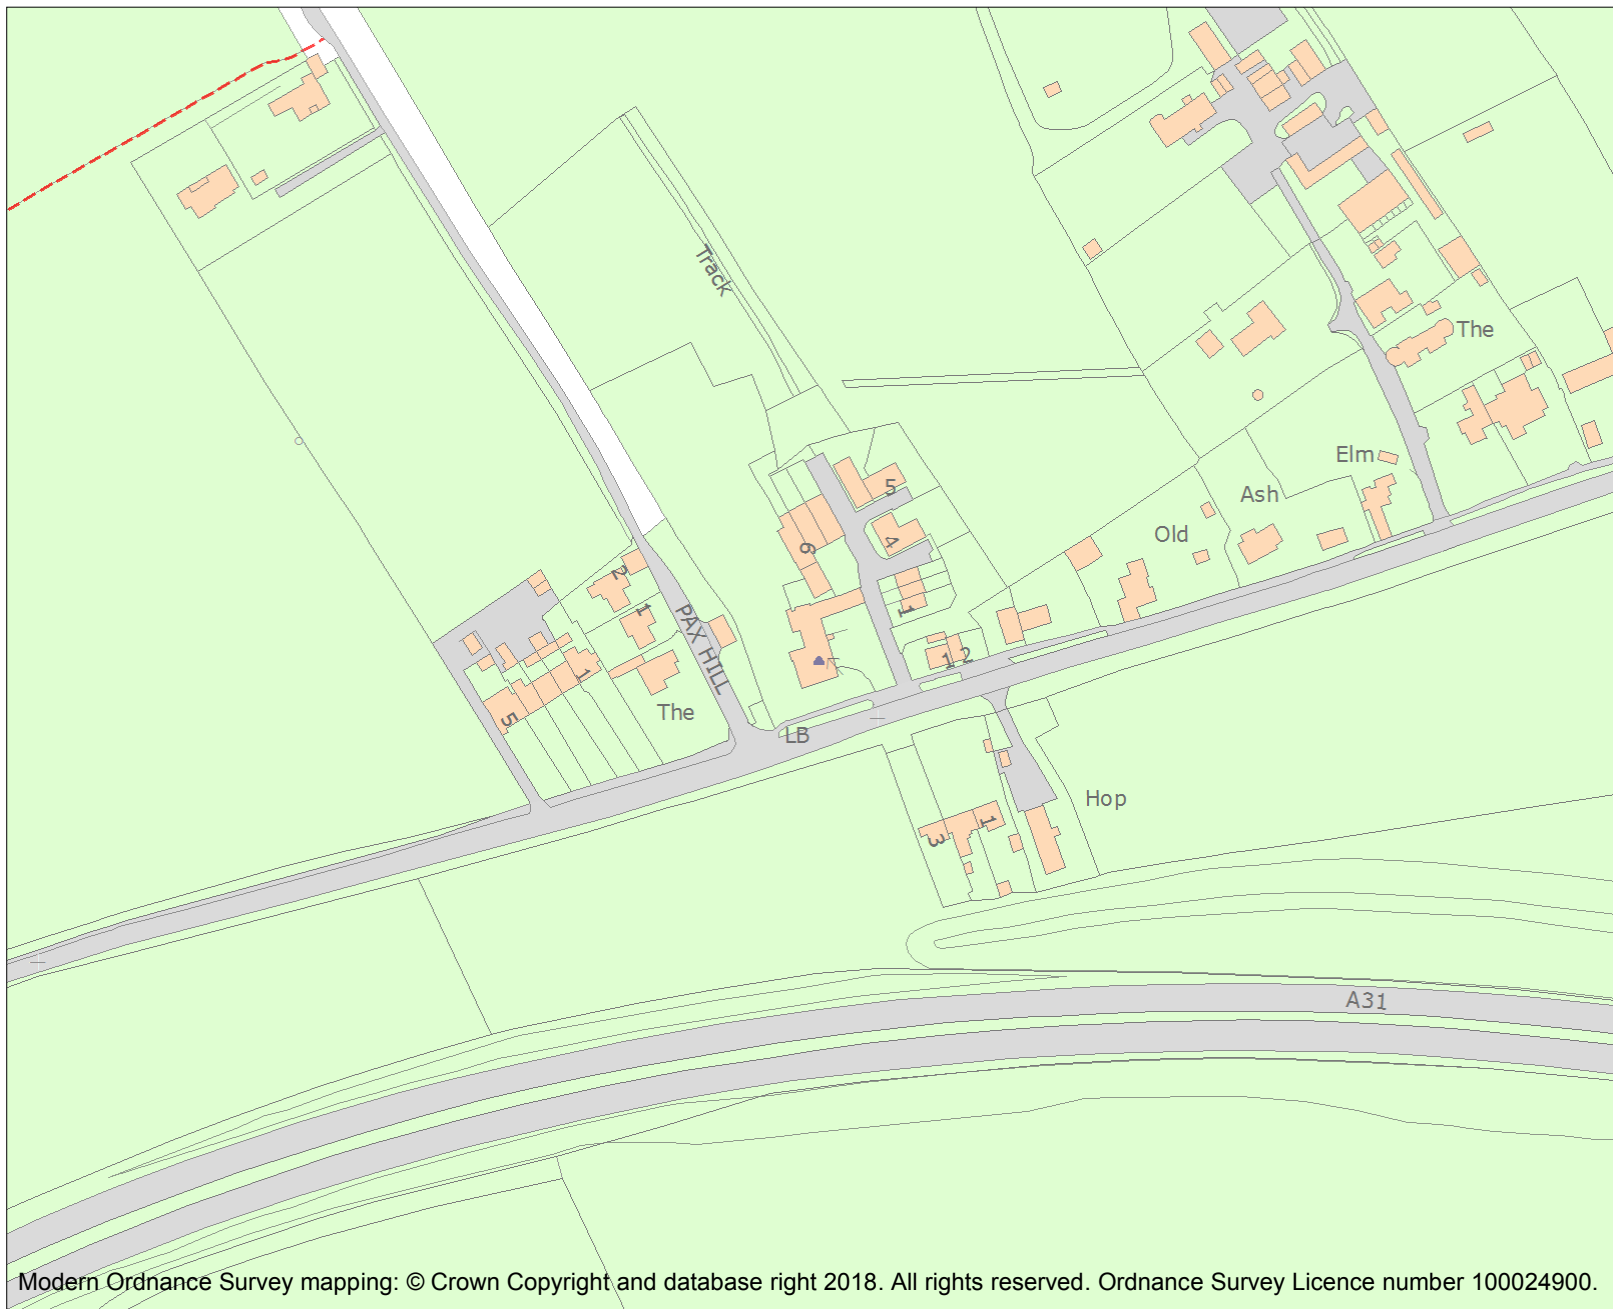 Track
The
Elm
Ash
5
Old
4
6
2
1
1
PAX HILL
1 2
1
5
The
LB
Hop
1
3
A31
Modern Ordnance Survey mapping: © Crown Copyright and database right 2018. All rights reserved. Ordnance Survey Licence number 100024900.